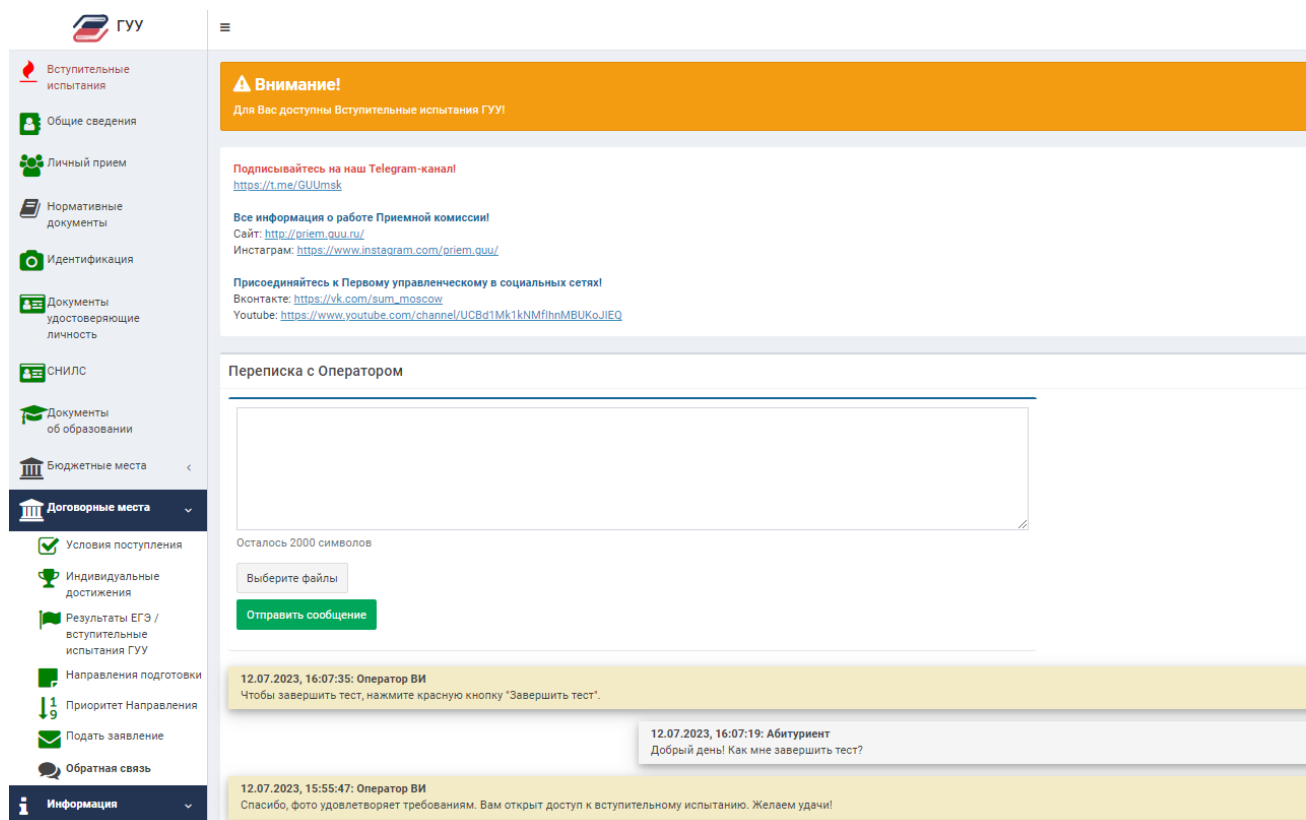 ГУУ
Вступительные
испытания
Общие сведения
Личный прием
Нормативные
документы
Идентификация
Документы
удостоверяющие
личность
СНИЛС
Документы
об образовании
Бюджетные места
Договорные места
Условия поступления
Индивидуальные
достижения
Результаты ЕГЭ /
вступительные
испытания ГУУ
Направления подготовки
Приоритет Направления
Подать заявление
Обратная связь
Информация
Внимание!
Для Вас доступны Вступительные испытания ГУУ!
Подписывайтесь на наш Telegram-канал!
https://t.me/GUUmsk
Все информация о работе Приемной комиссии!
Сайт: http://priem.guu.ru/
Инстаграм: https://www.instagram.com/priem.guu/
Присоединяйтесь к Первому управленческому в социальных сетях!
Вконтакте: https://vk.com/sum_moscow
Youtube: https://www.youtube.com/channel/UCBd1Mk1kNMfIhnMBUKoJIEQ
Переписка с Оператором
Осталось 2000 символов
Выберите файлы
Отправить сообщение
12.07.2023, 16:07:35: Оператор ВИ
Чтобы завершить тест, нажмите красную кнопку "Завершить тест".
12.07.2023, 16:07:19: Абитуриент
Добрый день! Как мне завершить тест?
12.07.2023, 15:55:47: Оператор ВИ
Спасибо, фото удовлетворяет требованиям. Вам открыт доступ к вступительному испытанию. Желаем удачи!